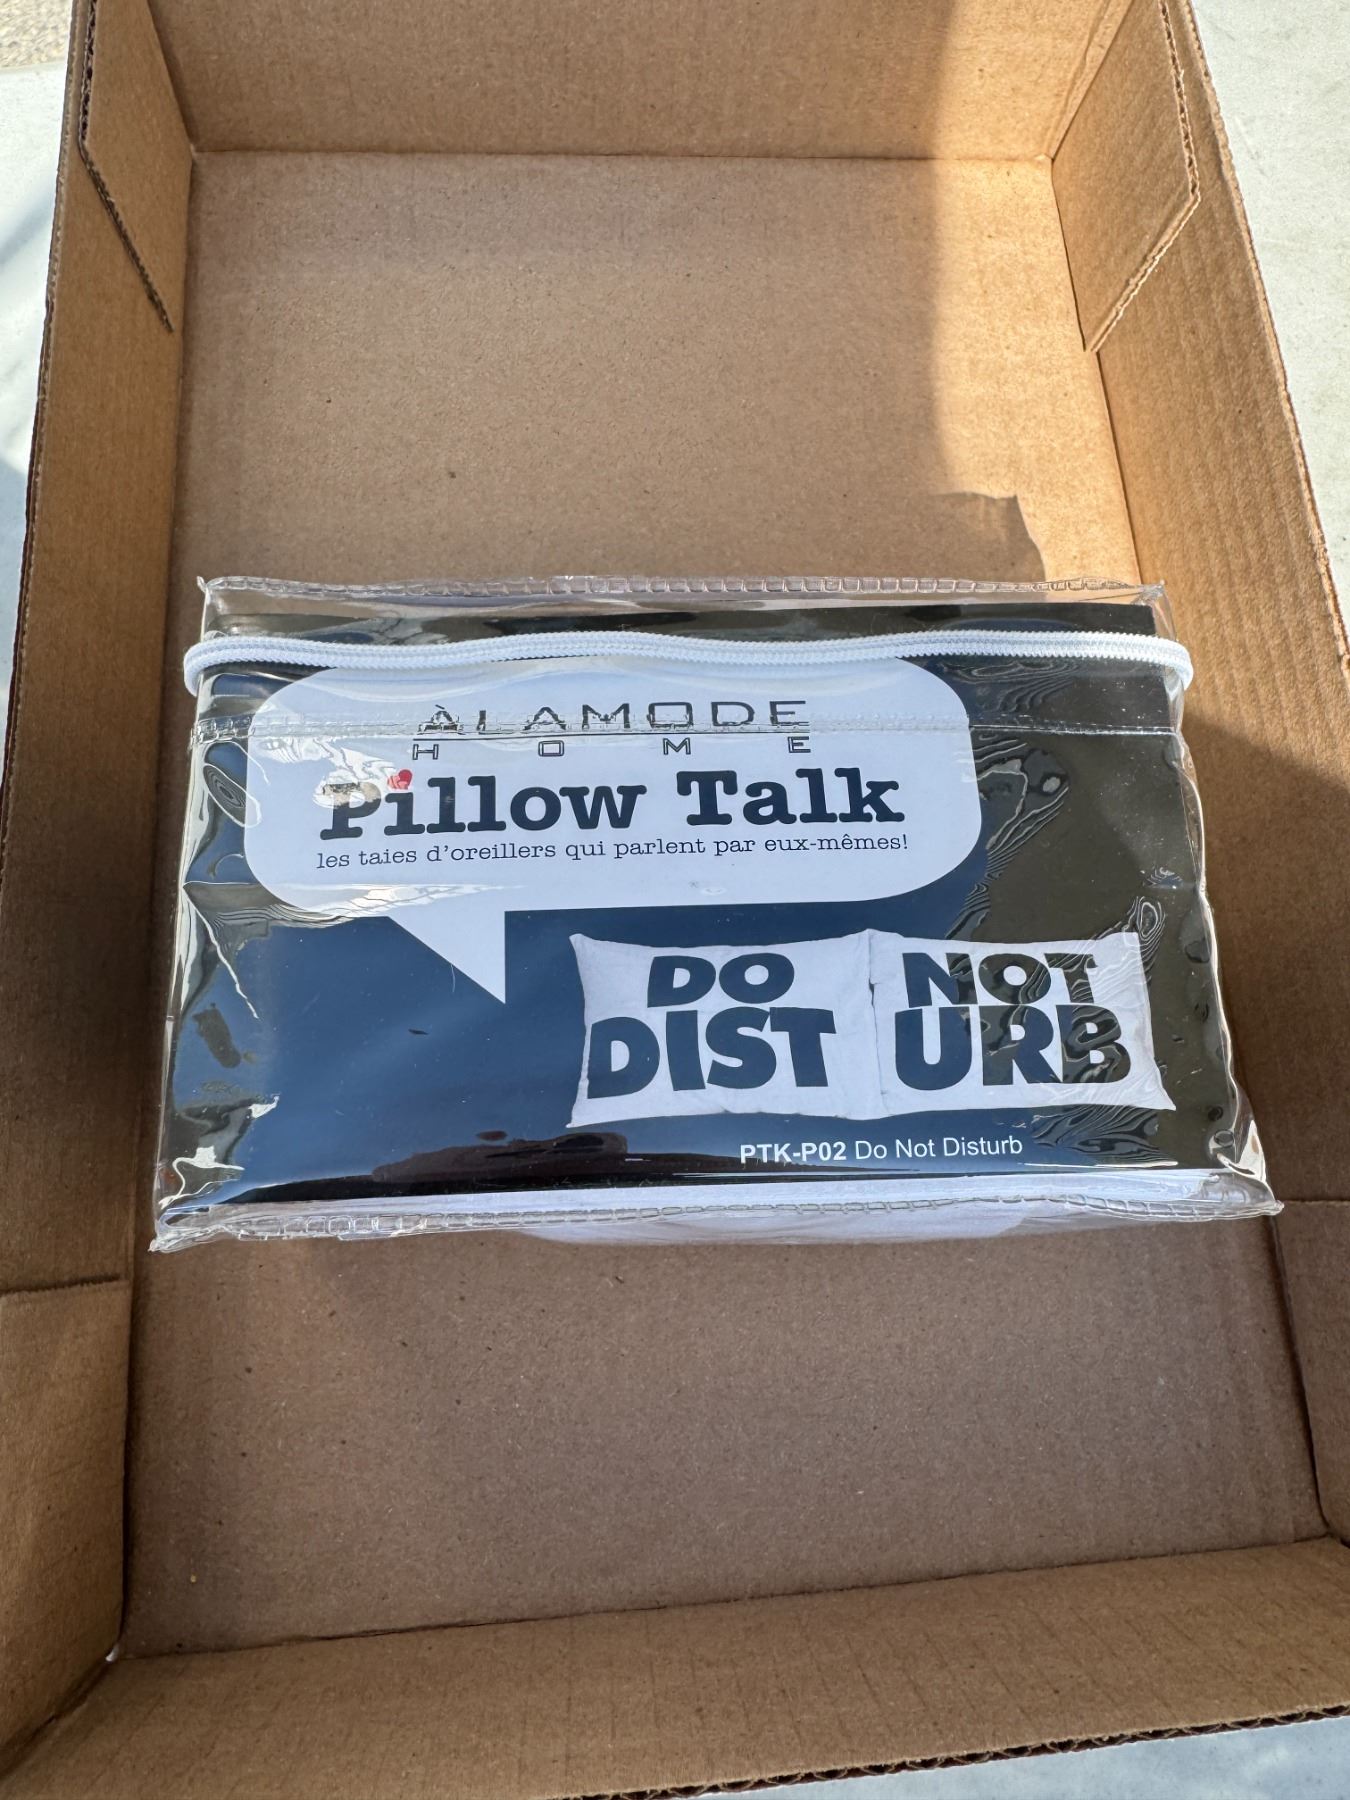 ÀLAMODE
HOME
Pillow Talk
les taies d'oreillers qui parlent par eux-mêmes!
DO NOT
DIST URB
PTK-P02 Do Not Disturb